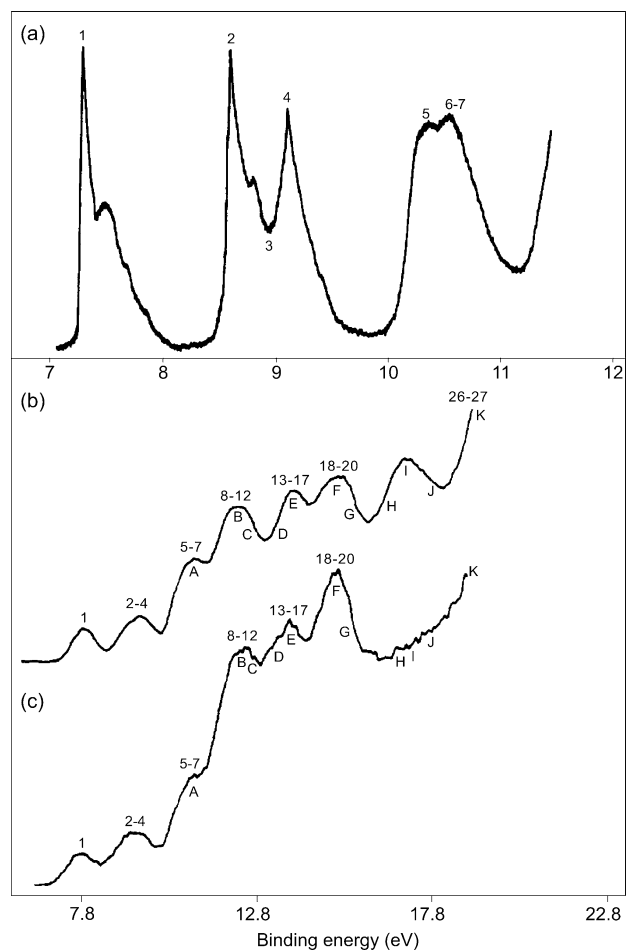 (a)
1
2
4
5
6-7
3
7
8
9
10
11
12
(b)
26-27
K
18-20
13-17
8-12
I
J
5-7
E
F
H
B
G
C
D
A
1
2-4
18-20
K
F
13-17
8-12
G
E
J
D
B
C
H
I
(c)
5-7
A
2-4
1
7.8
12.8
17.8
22.8
Binding energy (eV)